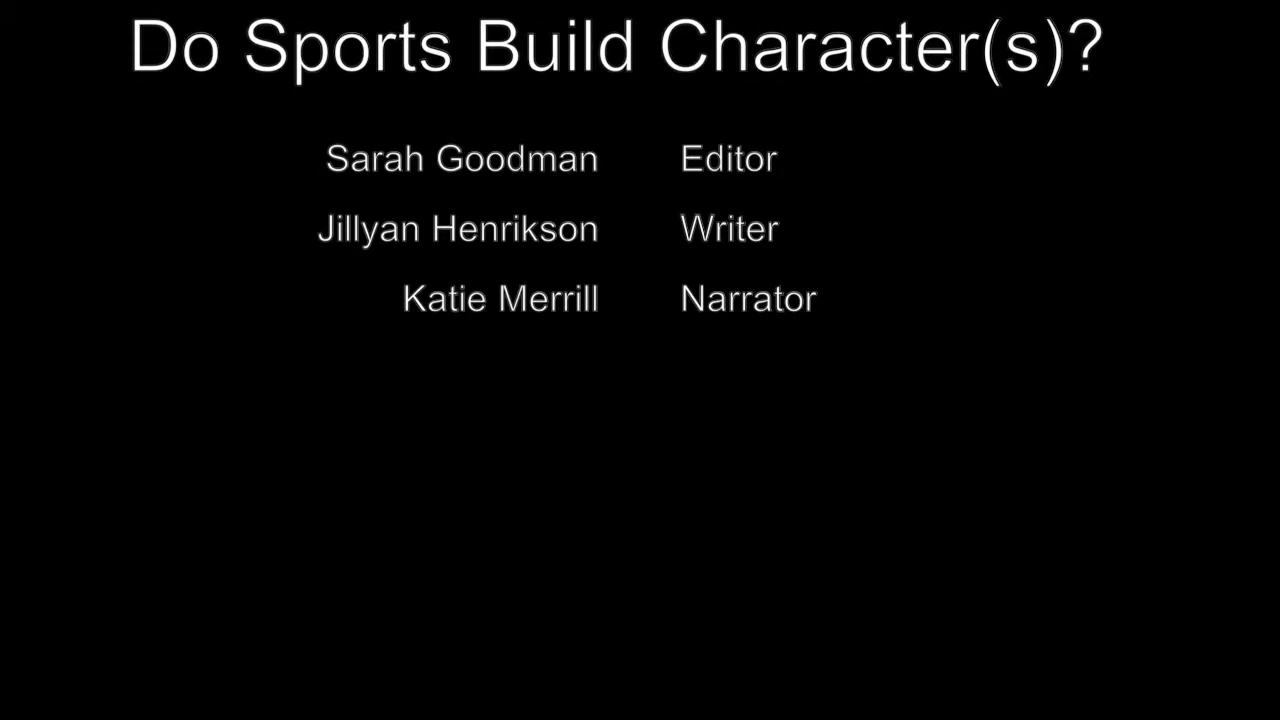 Do Sports Build Character(s)?
Sarah Goodman Editor
Jillyan Henrikson Writer
Katie Merrill Narrator